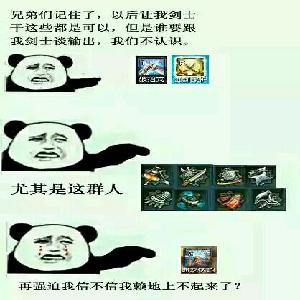 兄弟们记住了，以后让我剑士
干这些都是可以，但是谁要跟
我剑士谈输出，我们不认识。
尤其是这群人
再强迫我信不信我赖地上不起来了？